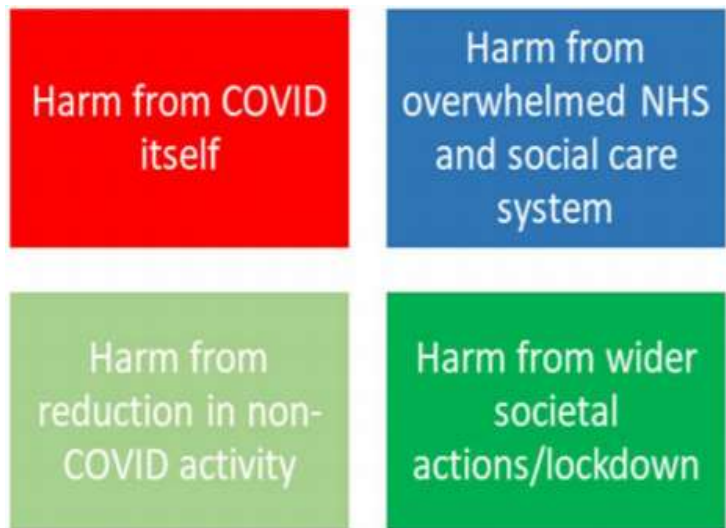 Harm from COVID
itself
Harm from
overwhelmed NHS
and social care
system
Harm from
reduction in non-
COVID activity
Harm from wider
societal
actions/lockdown